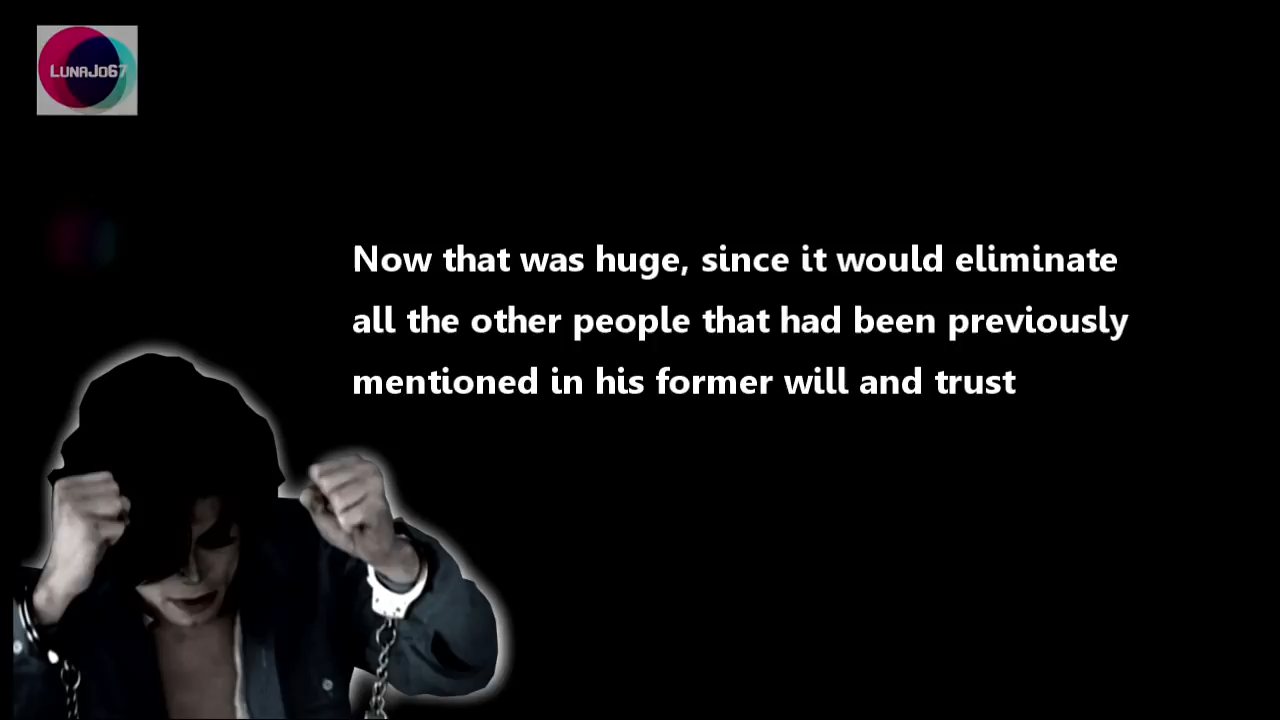 LunaJo67
Now that was huge, since it would eliminate
all the other people that had been previously
mentioned in his former will and trust